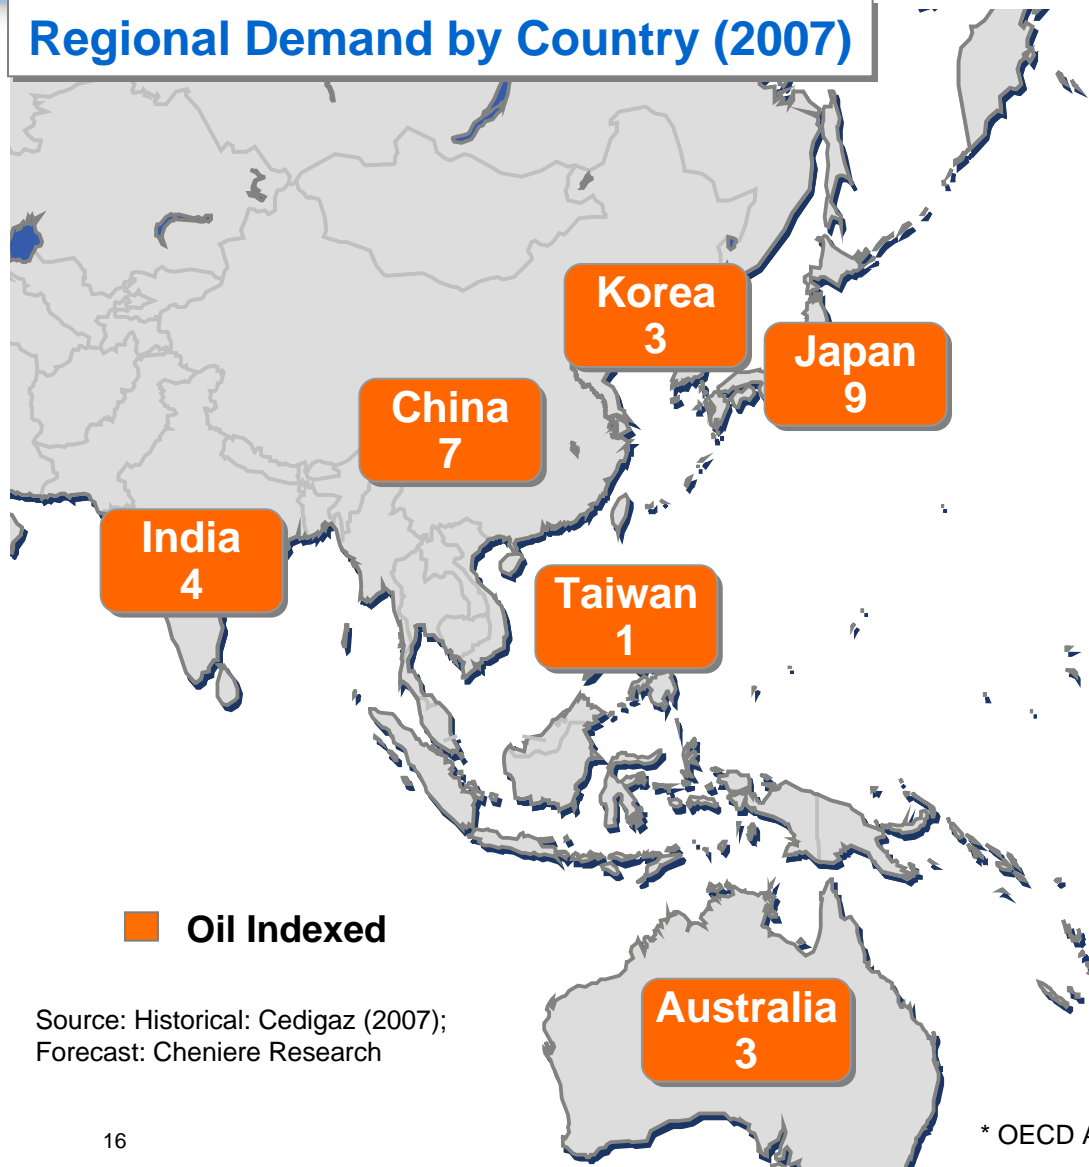 Regional Demand by Country (2007)
Korea
3
Japan
9
China
7
India
4
Taiwan
1
Oil Indexed
Australia
3
Source: Historical: Cedigaz (2007);
Forecast: Cheniere Research
16
* OECD A